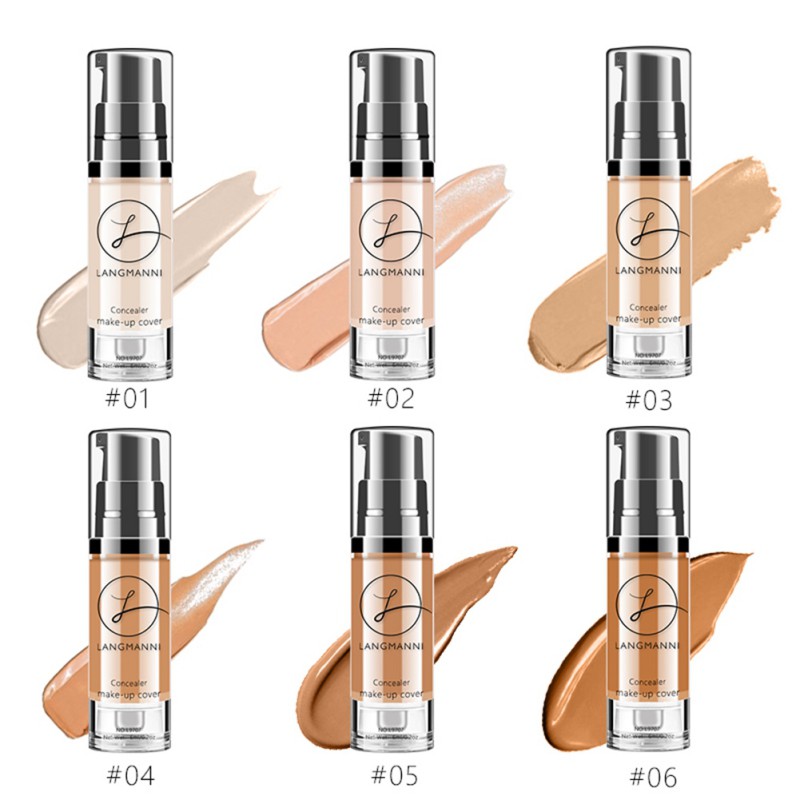 LANGMANNI
Concealer
make-up cover
#01
LANGMANNI
Concealer
make-up cover
#02
LANGMANNI
Concealer
make-up cover
#03
LANGMANNI
Concealer
make-up cover
#04
LANGMANNI
Concealer
make-up cover
#05
LANGMANNI
Concealer
make-up cover
#06